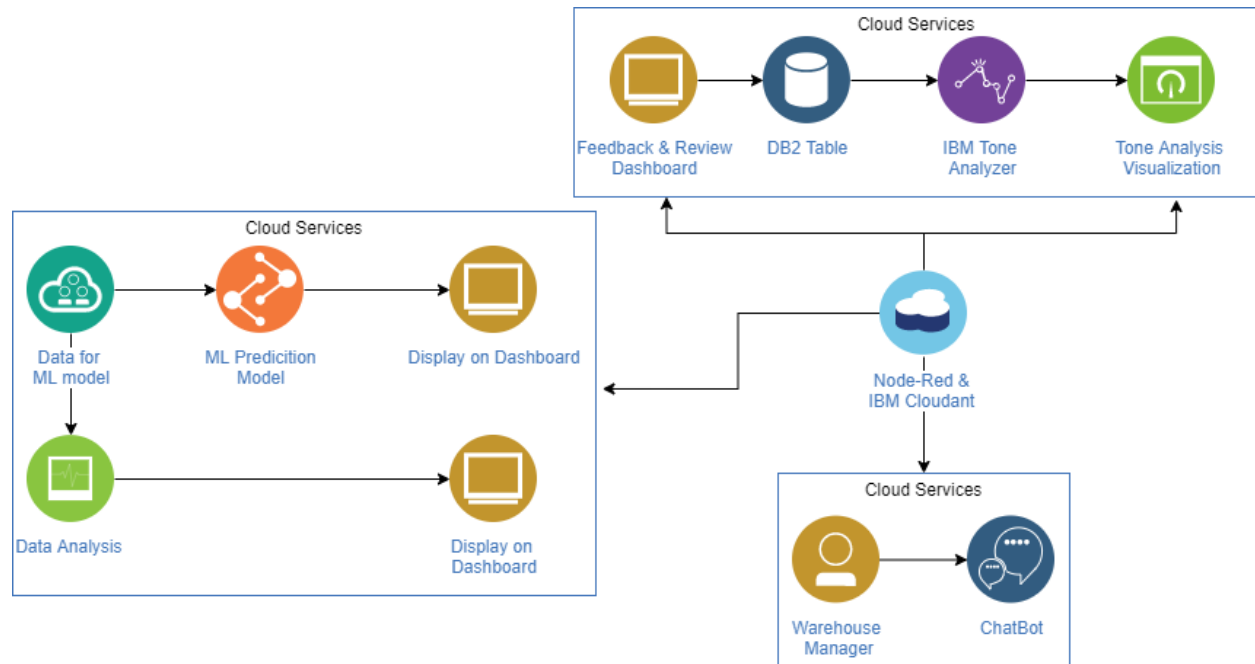 Cloud Services
Feedback & Review
Dashboard
DB2 Table
IBM Tone
Analyzer
Tone Analysis
Visualization
Cloud Services
Data for
ML model
ML Predicition
Model
Display on Dashboard
Data Analysis
Display on
Dashboard
Node-Red &
IBM Cloudant
Cloud Services
Warehouse
Manager
ChatBot